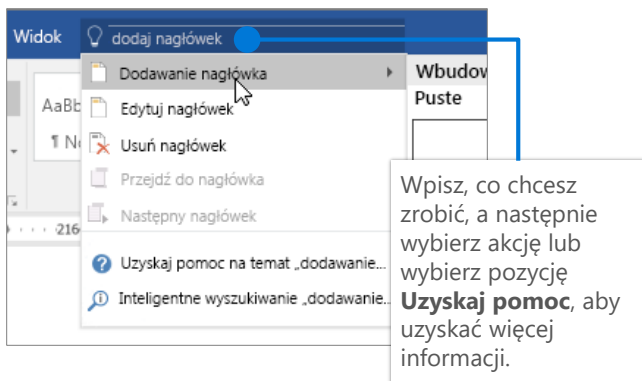 Widok
dodaj nagłówek
Dodawanie nagłówka
Wbudow
Puste
AaBb
Edytuj nagłówek
¶ No
Usuń nagłówek
Przejdź do nagłówka
Następny nagłówek
216
Uzyskaj pomoc na temat „dodawanie...
Inteligentne wyszukiwanie „dodawanie...
Wpisz, co chcesz
zrobić, a następnie
wybierz akcję lub
wybierz pozycję
Uzyskaj pomoc, aby
uzyskać więcej
informacji.